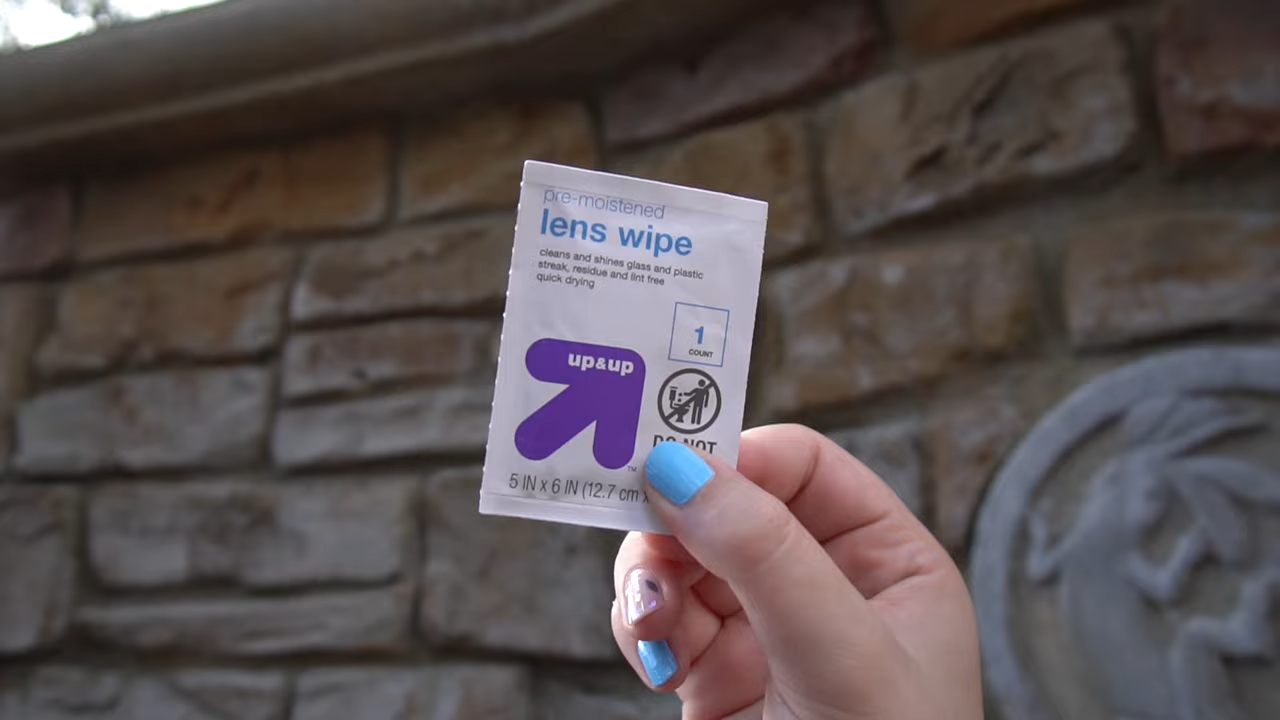 pre-moistened
lens wipe
cleans and shines glass and plastic
streak, residue and lint free
quick drying
1
COUNT
up&up
DO NOT
TM
5 IN x 6 IN (12.7 cm x